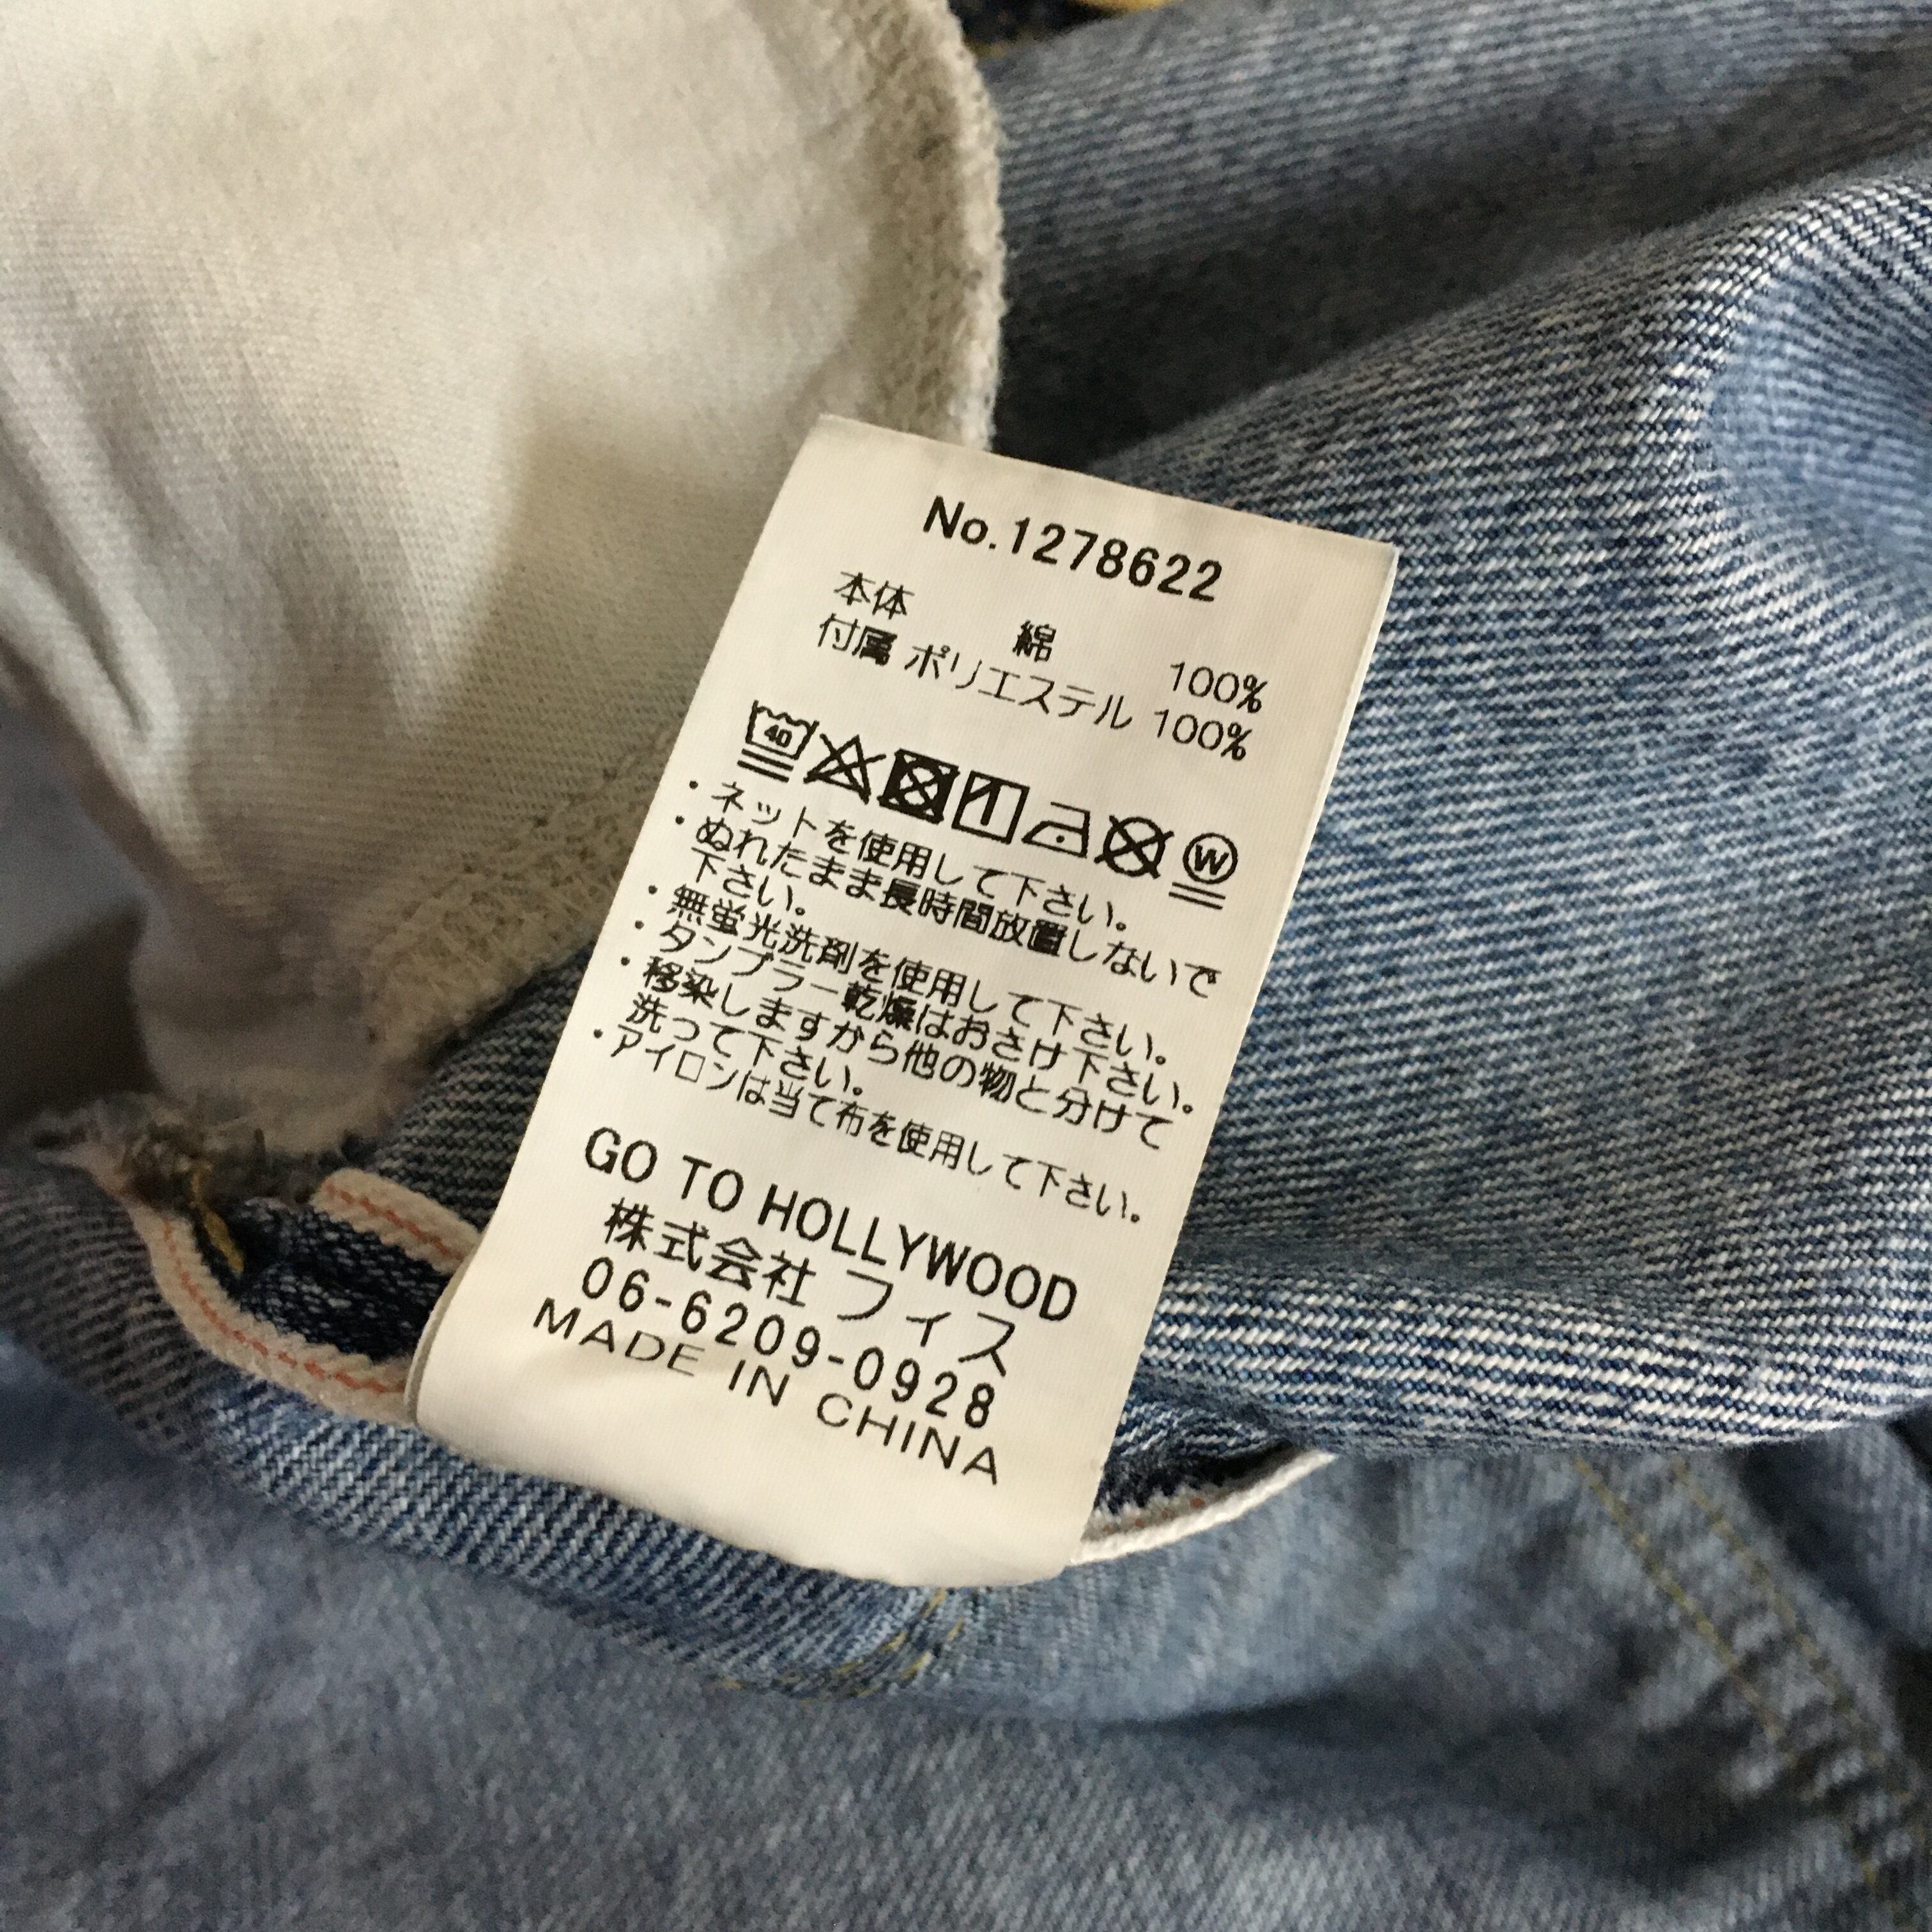 No.1278622
本体 綿 100%
付属 ポリエステル 100%
40 W
・ネットを使用して下さい。
・ぬれたまま長時間放置しないで
下さい。
・無蛍光洗剤を使用して下さい。
・タンブラー乾燥はおさけ下さい。
・移染しますから他の物と分けて
洗って下さい。
・アイロンは当て布を使用して下さい。
GO TO HOLLYWOOD
株式会社 フィス
06-6209-0928
MADE IN CHINA